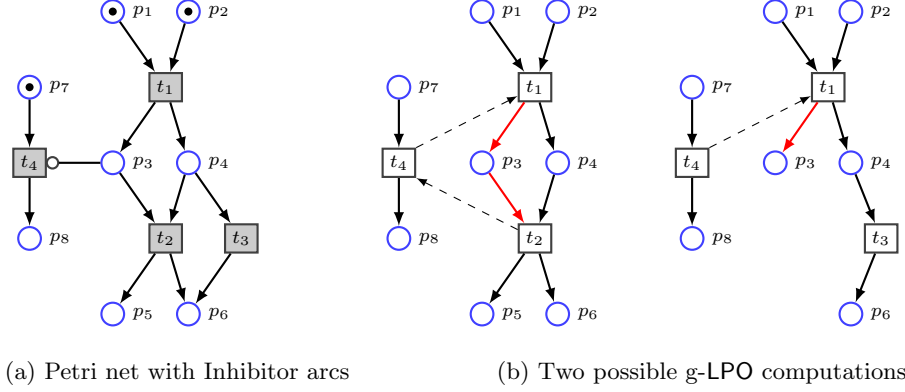 p1 p2 p1 p2 p1 p2
p7 t1 p7 t1 p7 t1
t4 p3 p4 t4 p3 p4 t4 p3 p4
p8 t2 t3 p8 t2 p8 t3
p5 p6 p5 p6 p6
(a) Petri net with Inhibitor arcs (b) Two possible g-LPO computations